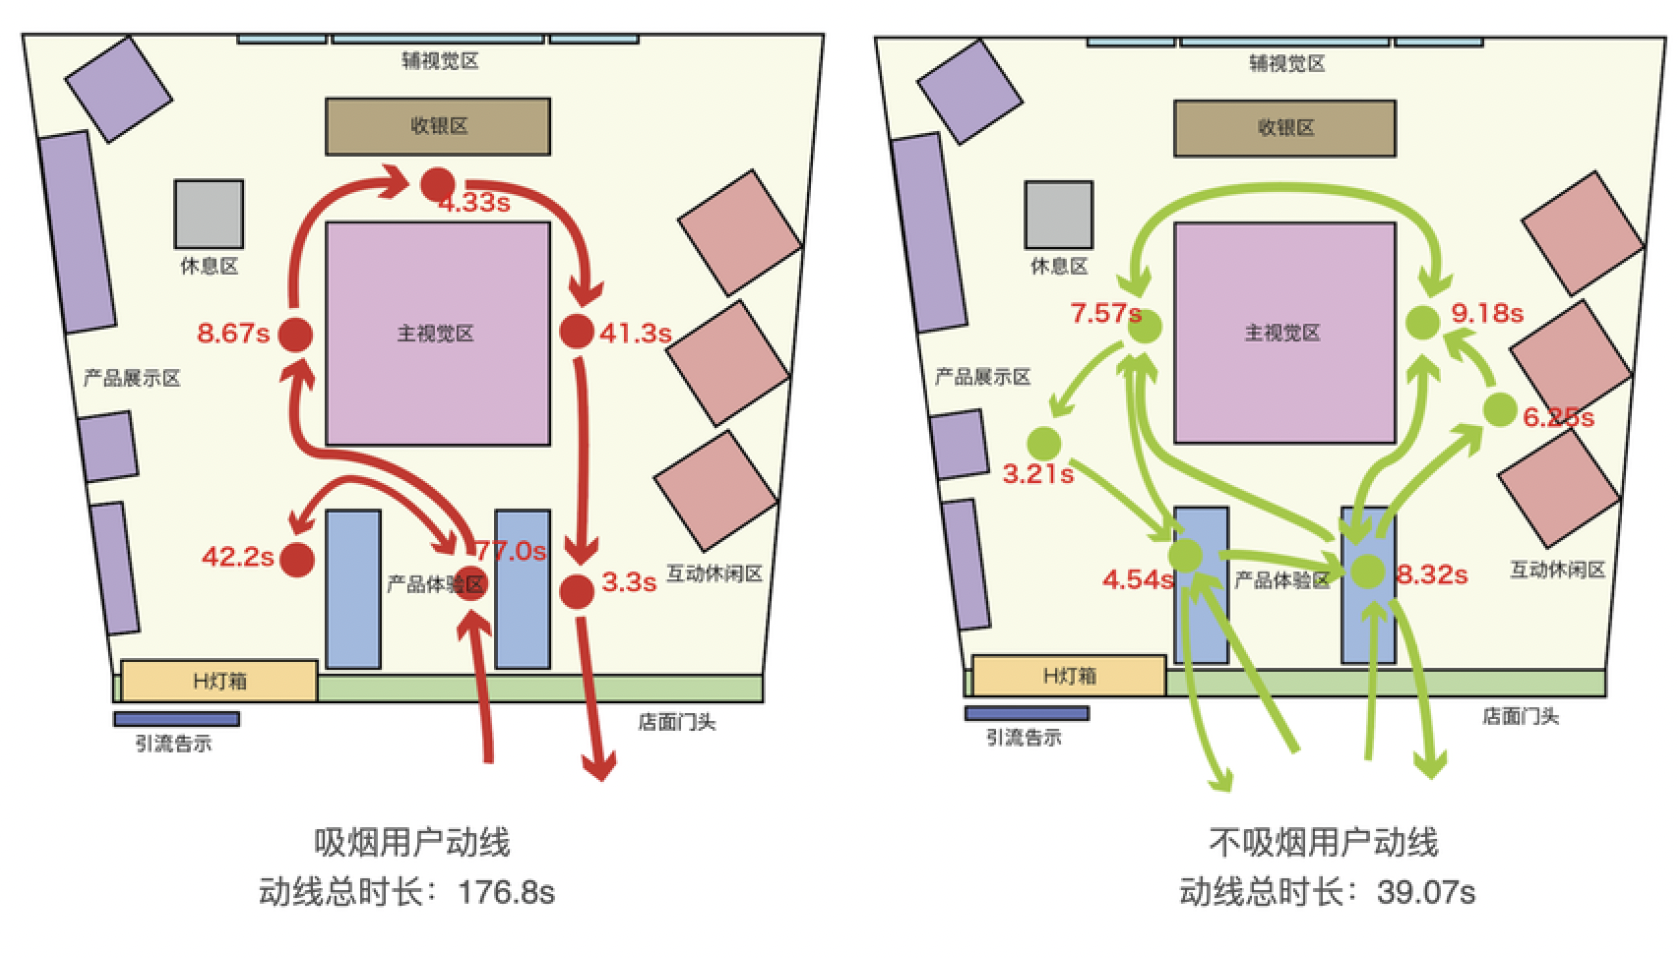 辅视觉区
收银区
4.33s
休息区
8.67s
主视觉区
41.3s
产品展示区
42.2s
77.0s
产品体验区
3.3s
互动休闲区
H灯箱
店面门头
引流告示
吸烟用户动线
动线总时长：176.8s
辅视觉区
收银区
休息区
7.57s
主视觉区
9.18s
产品展示区
6.25s
3.21s
4.54s
产品体验区
8.32s
互动休闲区
H灯箱
店面门头
引流告示
不吸烟用户动线
动线总时长：39.07s